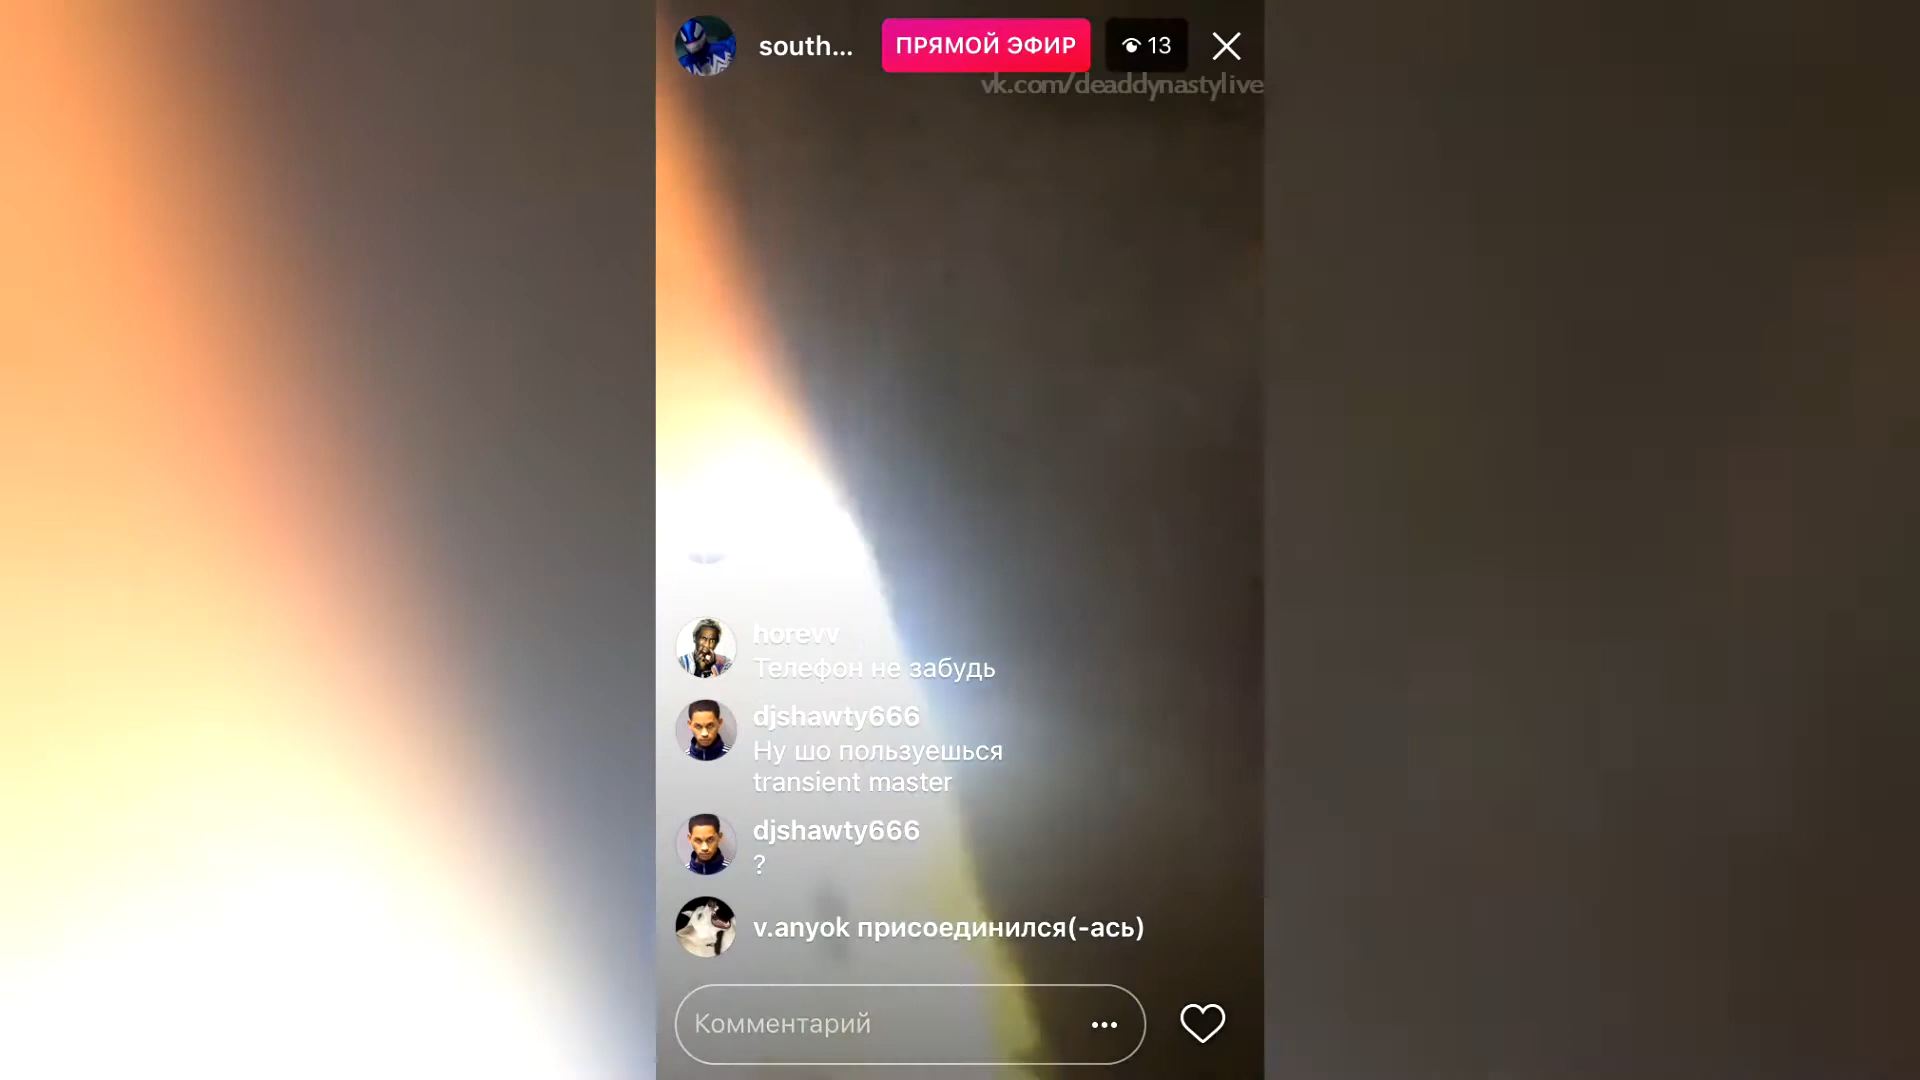 south...
ПРЯМОЙ ЭФИР
13
vk.com/deaddynastylive
horevv
Телефон не забудь
djshawty666
Ну шо пользуешься
transient master
djshawty666
?
v.anyok присоединился(-ась)
Комментарий